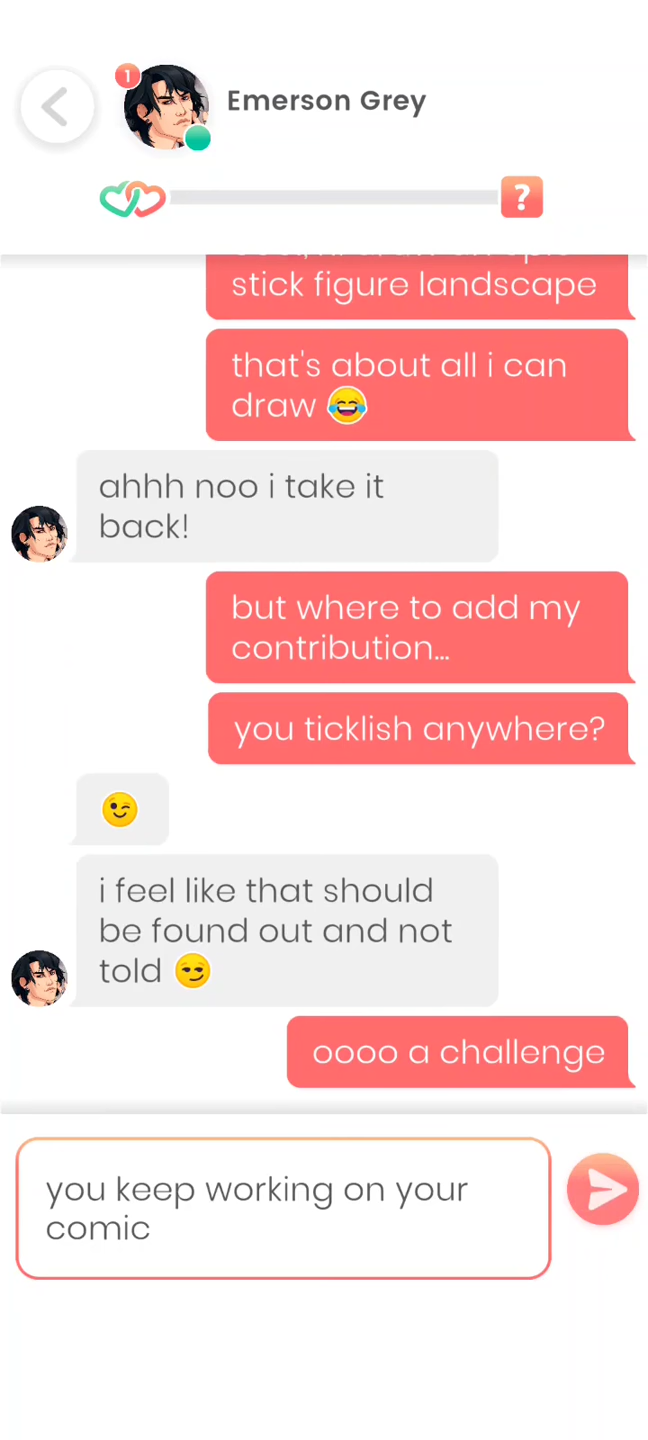 1
Emerson Grey
?
stick figure landscape
that's about all i can
draw 😂
ahhh noo i take it
back!
but where to add my
contribution...
you ticklish anywhere?
😉
i feel like that should
be found out and not
told 😏
oooo a challenge
you keep working on your
comic